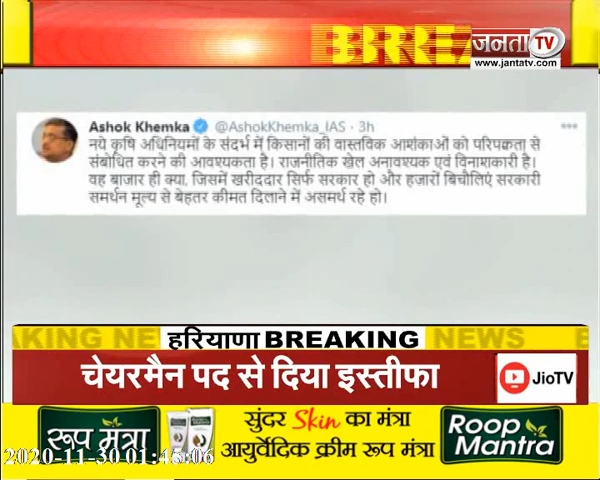 BREA
जनता TV
www.jantatv.com
Ashok Khemka @AshokKhemka_IAS · 3h
नये कृषि अधिनियमों के संदर्भ में किसानों की वास्तविक आशंकाओं को परिपक्वता से
संबोधित करने की आवश्यकता है। राजनीतिक खेल अनावश्यक एवं विनाशकारी है।
वह बाजार ही क्या, जिसमें खरीददार सिर्फ सरकार हो और हजारों बिचौलिएं सरकारी
समर्थन मूल्य से बेहतर कीमत दिलाने में असमर्थ रहे हो।
AKING NE हरियाणा BREAKING NEWS B
चेयरमैन पद से दिया इस्तीफा
JioTV
रूप मंत्रा
सुंदर Skin का मंत्रा
आयुर्वेदिक क्रीम रूप मंत्रा
Roop
Mantra
2020-11-30 01:46:06